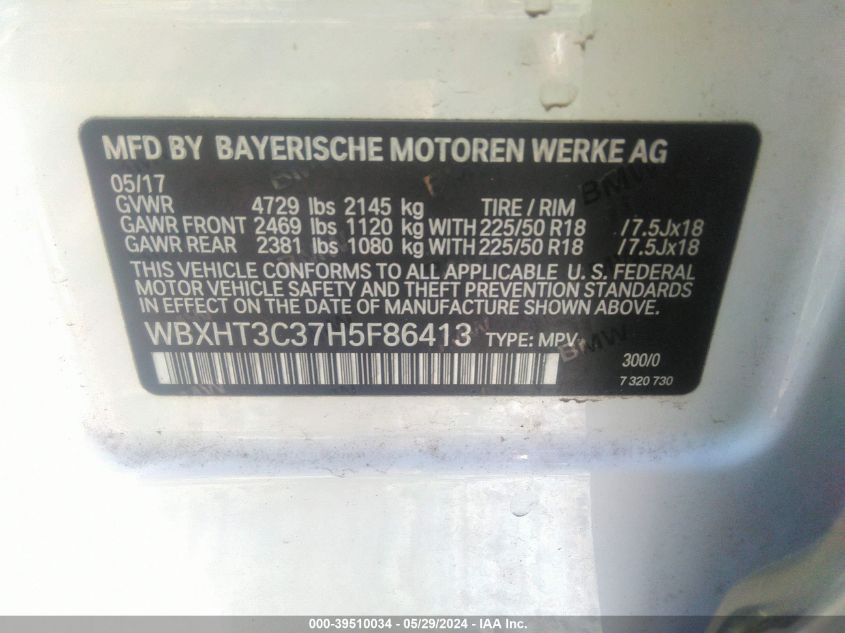 MFD BY BAYERISCHE MOTOREN WERKE AG
05/17
GVWR 4729 lbs 2145 kg TIRE / RIM
GAWR FRONT 2469 lbs 1120 kg WITH 225/50 R18 /7.5Jx18
GAWR REAR 2381 lbs 1080 kg WITH 225/50 R18 /7.5Jx18
THIS VEHICLE CONFORMS TO ALL APPLICABLE U. S. FEDERAL
MOTOR VEHICLE SAFETY AND THEFT PREVENTION STANDARDS
IN EFFECT ON THE DATE OF MANUFACTURE SHOWN ABOVE.
WBXHT3C37H5F86413 TYPE: MPV
300/0
7 320 730
000-39510034 - 05/29/2024 - IAA Inc.